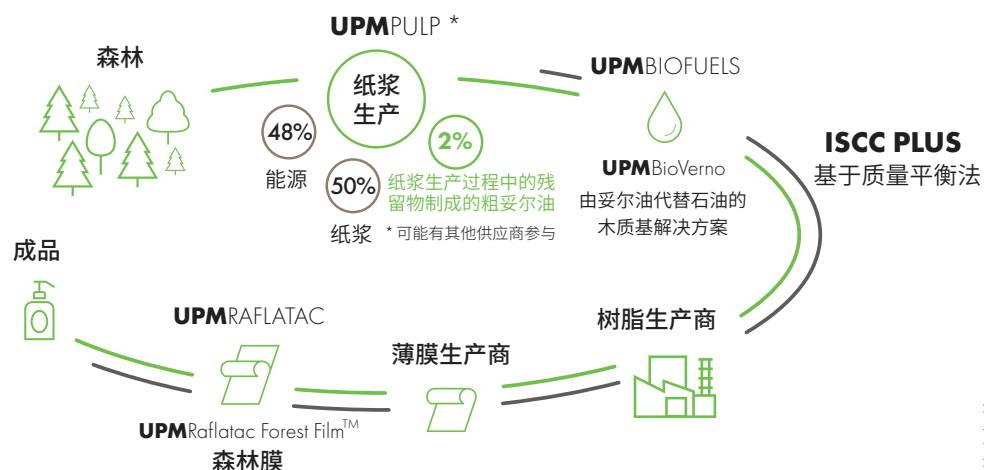 森林
UPMPULP *
纸浆
生产
48%
能源
50%
纸浆
2%
纸浆生产过程中的残
留物制成的粗妥尔油
* 可能有其他供应商参与
UPMBIOFUELS
UPMBioVerno
由妥尔油代替石油的
木质基解决方案
ISCC PLUS
基于质量平衡法
树脂生产商
薄膜生产商
UPMRAFLATAC
UPMRaflatac Forest Film™
森林膜
成品